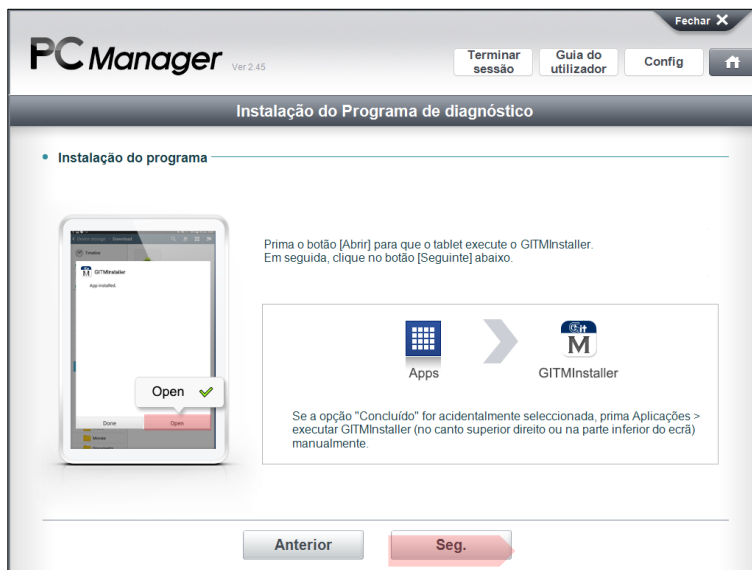 Fechar X
PC Manager Ver 2.45
Terminar sessão
Guia do utilizador
Config
Instalação do Programa de diagnóstico
Instalação do programa
Prima o botão [Abrir] para que o tablet execute o GITMInstaller.
Em seguida, clique no botão [Seguinte] abaixo.
Timeline
GITMInstaller
App installed.
Open
Done
Open
Movies
Git
M
Apps
GITMInstaller
Se a opção "Concluído" for acidentalmente seleccionada, prima Aplicações >
executar GITMInstaller (no canto superior direito ou na parte inferior do ecrã)
manualmente.
Anterior
Seg.